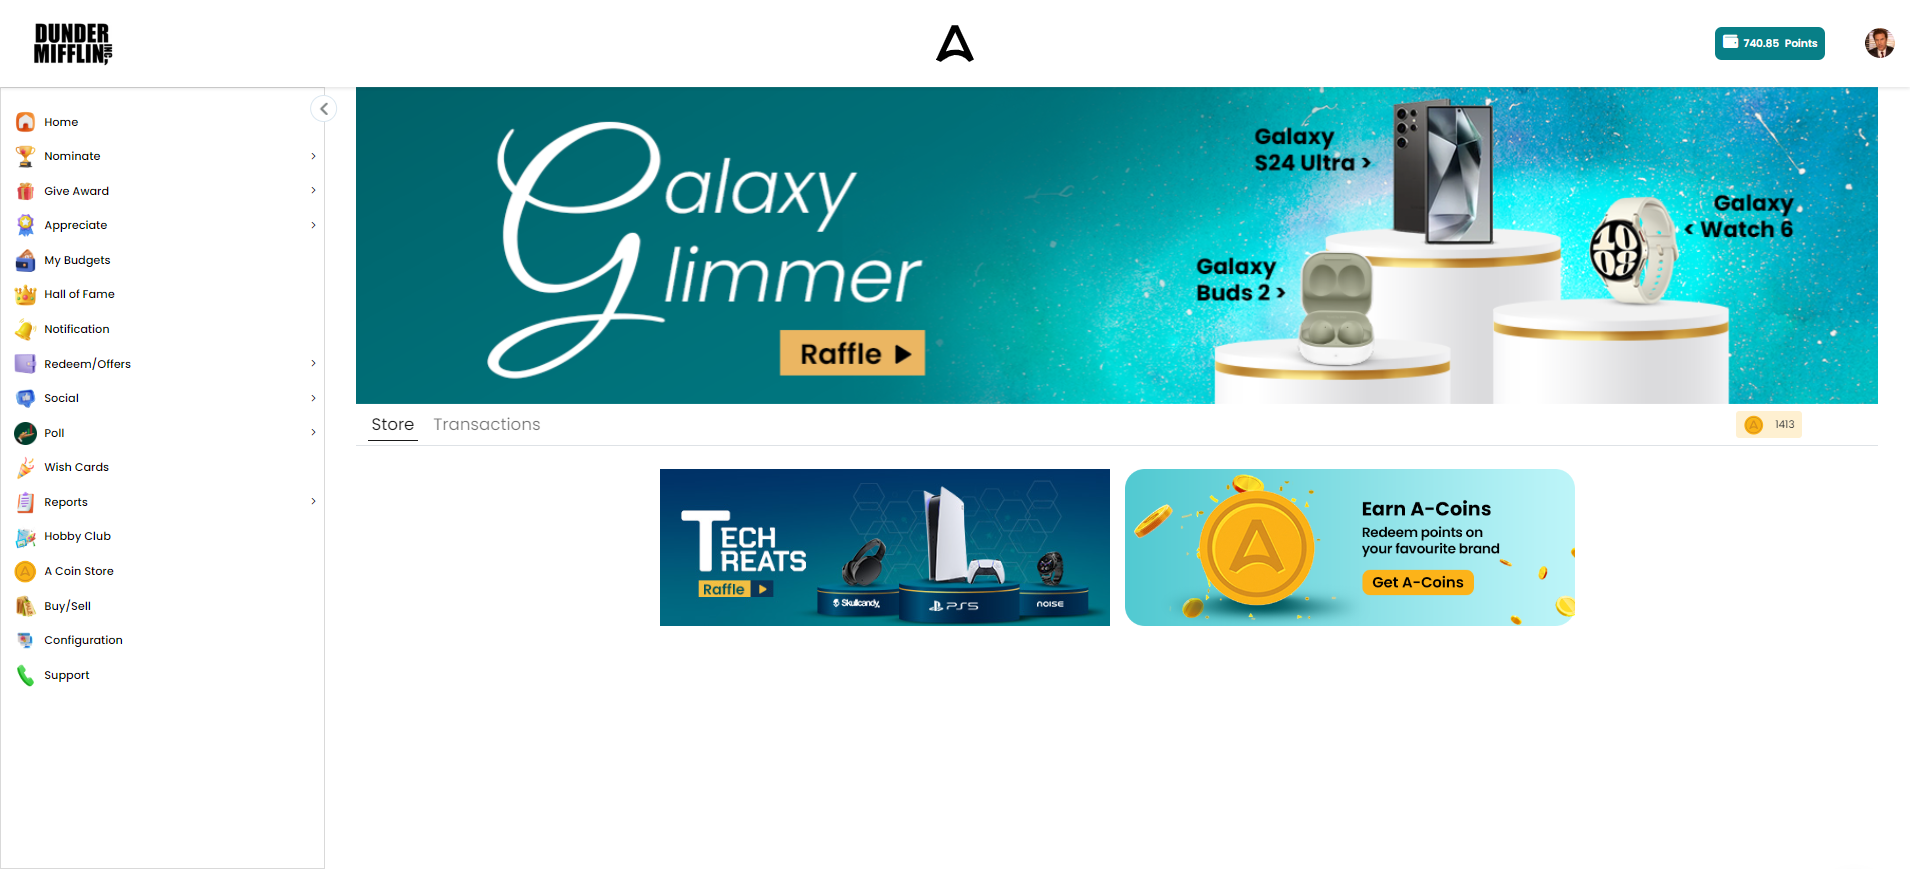 DUNDER
MIFFLIN, INC
740.85 Points
Home
Nominate
Give Award
Appreciate
My Budgets
Hall of Fame
Notification
Redeem/Offers
Social
Poll
Wish Cards
Reports
Hobby Club
A Coin Store
Buy/Sell
Configuration
Support
Galaxy
Glimmer
Raffle
Galaxy
S24 Ultra >
Galaxy
< Watch 6
Galaxy
Buds 2 >
10
08
Store
Transactions
1413
TECH
TREATS
Raffle
Skullcandy
PS5
NOISE
Earn A-Coins
Redeem points on
your favourite brand
Get A-Coins